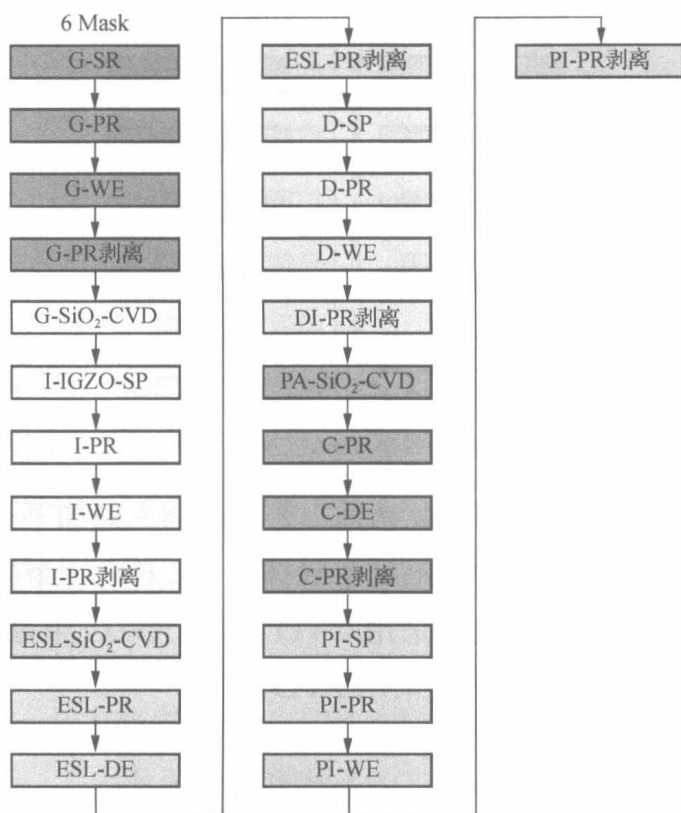 6 Mask
G-SR
G-PR
G-WE
G-PR剥离
G-SiO₂-CVD
I-IGZO-SP
I-PR
I-WE
I-PR剥离
ESL-SiO₂-CVD
ESL-PR
ESL-DE
ESL-PR剥离
D-SP
D-PR
D-WE
DI-PR剥离
PA-SiO₂-CVD
C-PR
C-DE
C-PR剥离
PI-SP
PI-PR
PI-WE
PI-PR剥离